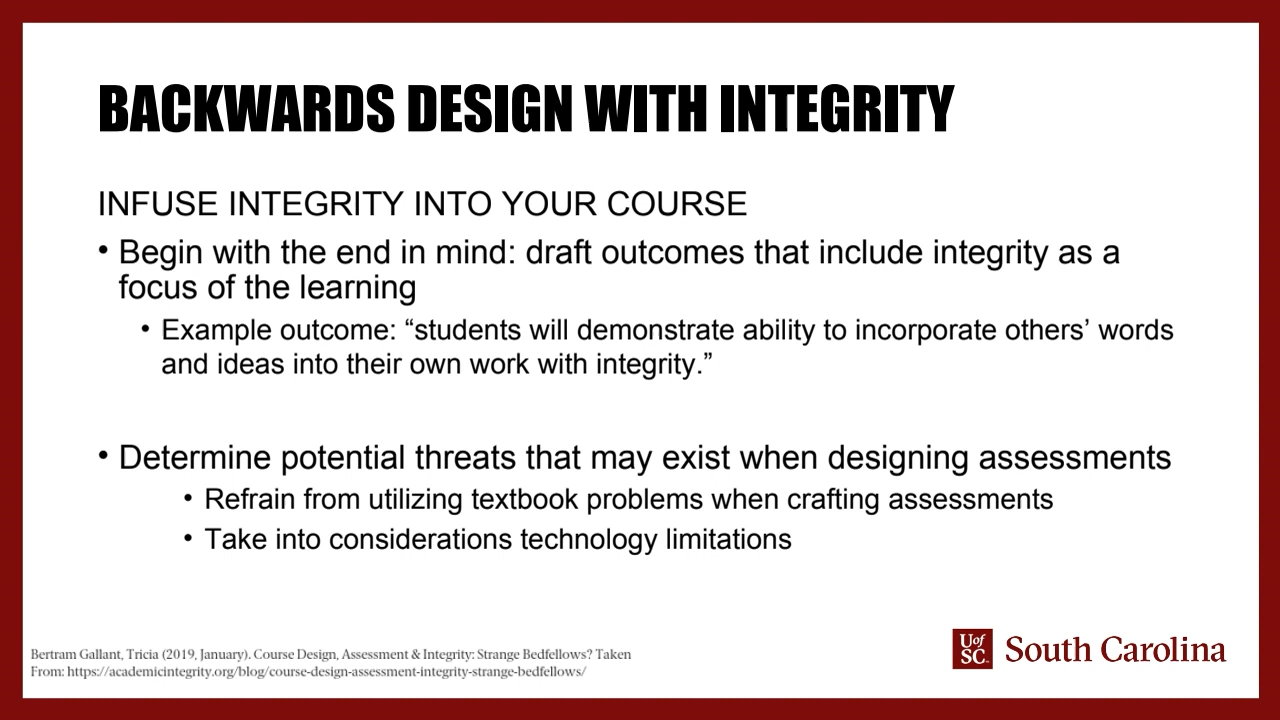 BACKWARDS DESIGN WITH INTEGRITY
INFUSE INTEGRITY INTO YOUR COURSE
• Begin with the end in mind: draft outcomes that include integrity as a
focus of the learning
• Example outcome: “students will demonstrate ability to incorporate others’ words
and ideas into their own work with integrity.”
• Determine potential threats that may exist when designing assessments
• Refrain from utilizing textbook problems when crafting assessments
• Take into considerations technology limitations
Bertram Gallant, Tricia (2019, January). Course Design, Assessment & Integrity: Strange Bedfellows? Taken
From: https://academicintegrity.org/blog/course-design-assessment-integrity-strange-bedfellows/
UofSC
South Carolina